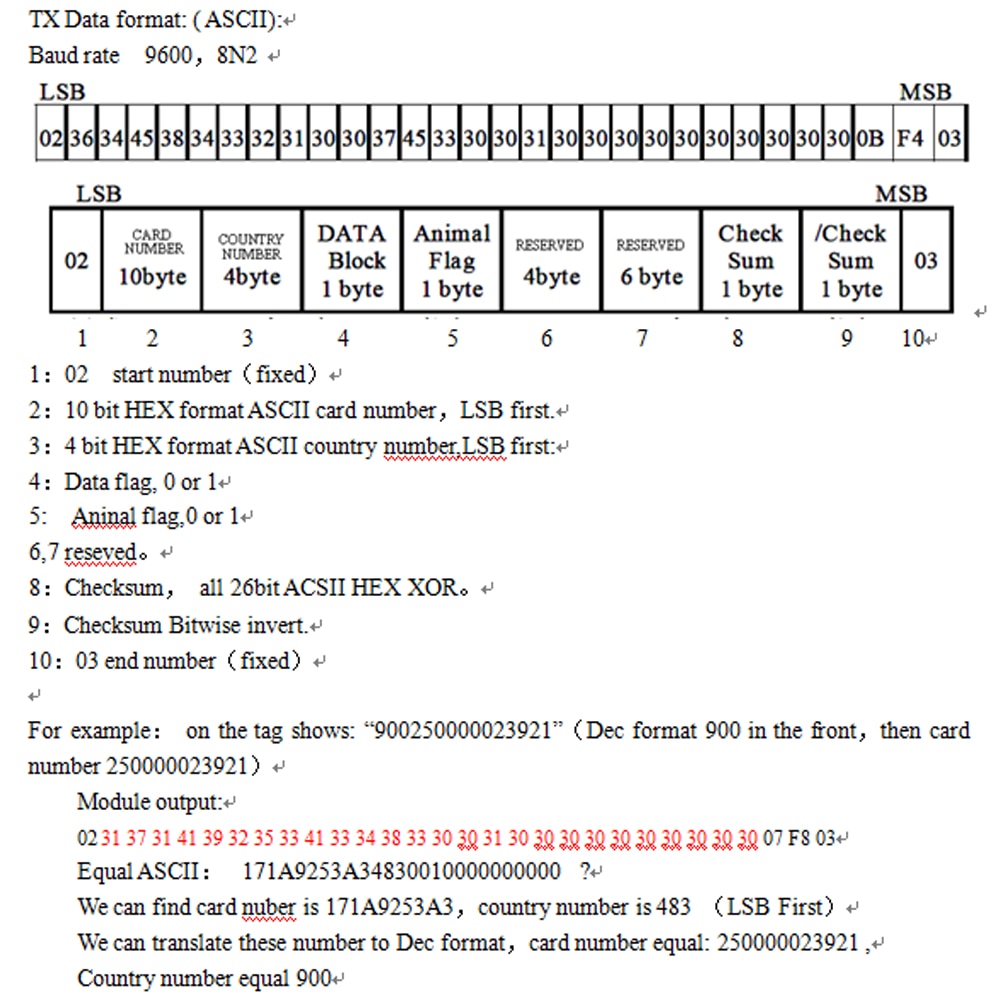 TX Data format: ( ASCII):↵
Baud rate 9600，8N2 ↵
LSB MSB
02 36 34 45 38 34 33 32 31 30 30 37 45 33 30 30 31 30 30 30 30 30 30 30 30 30 30 0B F4 03
LSB MSB
02 CARD NUMBER 10byte COUNTRY NUMBER 4byte DATA Block 1 byte Animal Flag 1 byte RESERVED 4byte RESERVED 6 byte Check Sum 1 byte /Check Sum 1 byte 03 ↵
1 2 3 4 5 6 7 8 9 10↵
1：02 start number（fixed）↵
2：10 bit HEX format ASCII card number，LSB first.↵
3：4 bit HEX format ASCII country number,LSB first:↵
4：Data flag, 0 or 1↵
5: Aninal flag,0 or 1↵
6,7 reseved。↵
8：Checksum， all 26bit ACSII HEX XOR。↵
9：Checksum Bitwise invert.↵
10：03 end number（fixed）↵
↵
For example： on the tag shows: “900250000023921”（Dec format 900 in the front，then card
number 250000023921）↵
Module output:↵
02 31 37 31 41 39 32 35 33 41 33 34 38 33 30 30 31 30 30 30 30 30 30 30 30 30 30 07 F8 03↵
Equal ASCII： 171A9253A34830010000000000 ?↵
We can find card nuber is 171A9253A3，country number is 483 （LSB First）↵
We can translate these number to Dec format，card number equal: 250000023921 ,↵
Country number equal 900↵